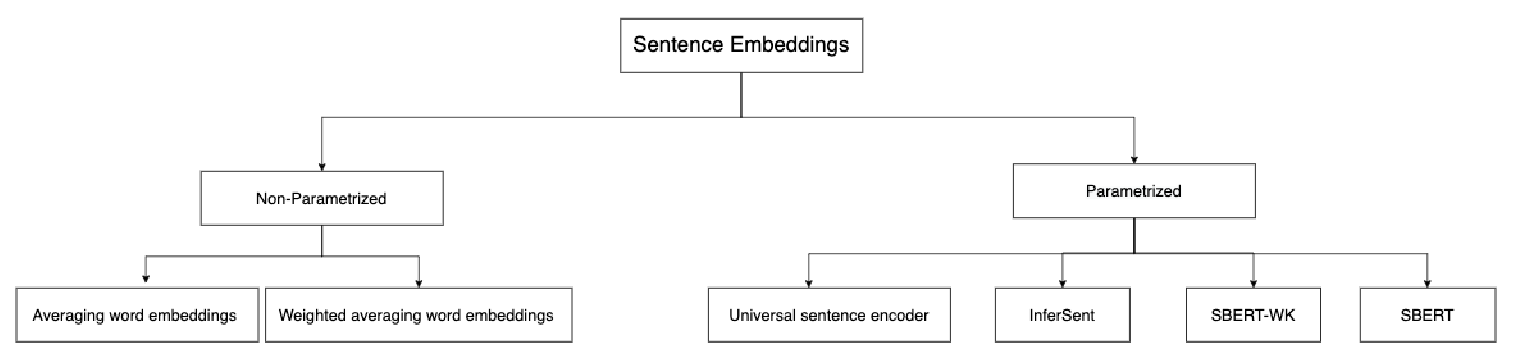 Sentence Embeddings
Non-Parametrized
Parametrized
Averaging word embeddings
Weighted averaging word embeddings
Universal sentence encoder
InferSent
SBERT-WK
SBERT